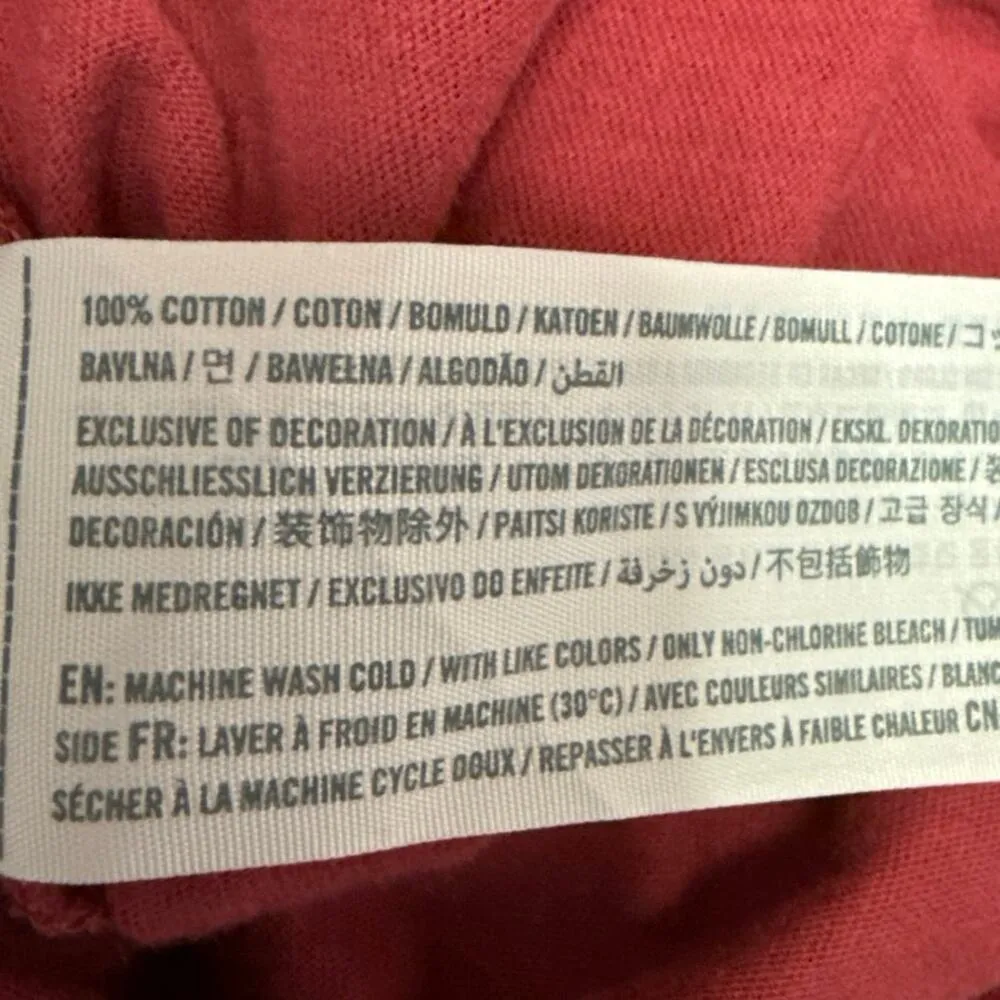 100% COTTON / COTON / BOMULD / KATOEN / BAUMWOLLE / BOMULL / COTONE /
BAVLNA / 면 / BAWEŁNA / ALGODÃO / القطن
EXCLUSIVE OF DECORATION / À L'EXCLUSION DE LA DÉCORATION / EKSKL. DEKORATIO
AUSSCHLIESSLICH VERZIERUNG / UTOM DEKORATIONEN / ESCLUSA DECORAZIONE /
DECORACIÓN / 装饰物除外 / PAITSI KORISTE / S VÝJIMKOU OZDOB / 고급 장식 /
IKKE MEDREGNET / EXCLUSIVO DO ENFEITE / دون زخرفة / 不包括飾物
EN: MACHINE WASH COLD / WITH LIKE COLORS / ONLY NON-CHLORINE BLEACH / TUM
SIDE FR: LAVER À FROID EN MACHINE (30°C) / AVEC COULEURS SIMILAIRES / BLANC
SÉCHER À LA MACHINE CYCLE DOUX / REPASSER À L'ENVERS À FAIBLE CHALEUR CN